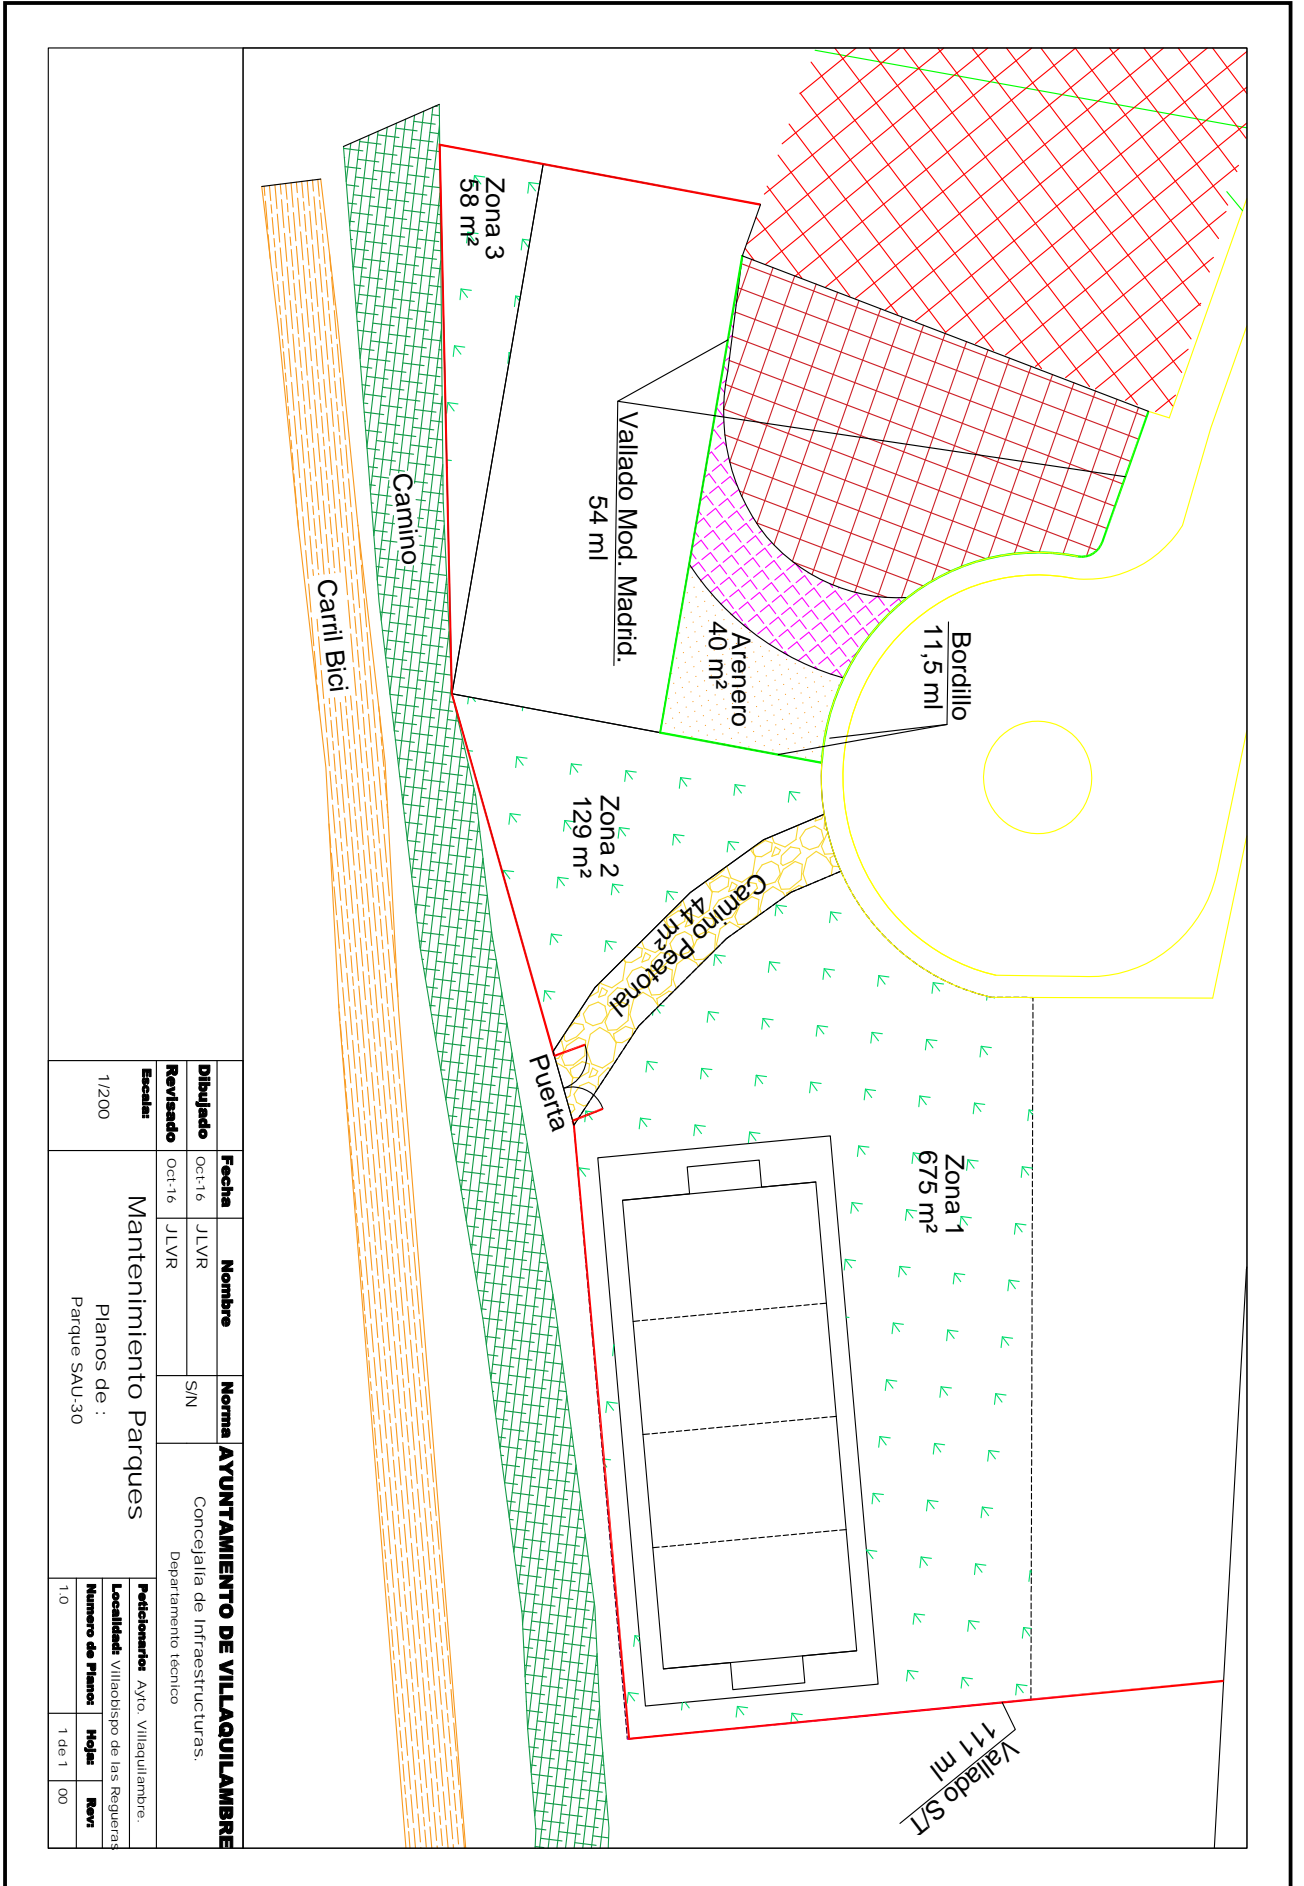 Zona 3
58 m²
Camino
Carril Bici
Vallado Mod. Madrid.
54 ml
Arenero
40 m²
Bordillo
11,5 ml
Zona 2
129 m²
Camino Peatonal
44 m²
Puerta
Zona 1
675 m²
Vallado S/T
111 ml
Fecha Nombre Norma AYUNTAMIENTO DE VILLAQUILAMBRE
Dibujado Oct-16 JLVR S/N Concejalía de Infraestructuras.
Revisado Oct-16 JLVR Departamento técnico
Escala:
1/200
Mantenimiento Parques
Planos de :
Parque SAU-30
Peticionario: Ayto. Villaquilambre.
Localidad: Villaobispo de las Regueras
Numero de Plano: Hoja: Rev:
1.0 1 de 1 00